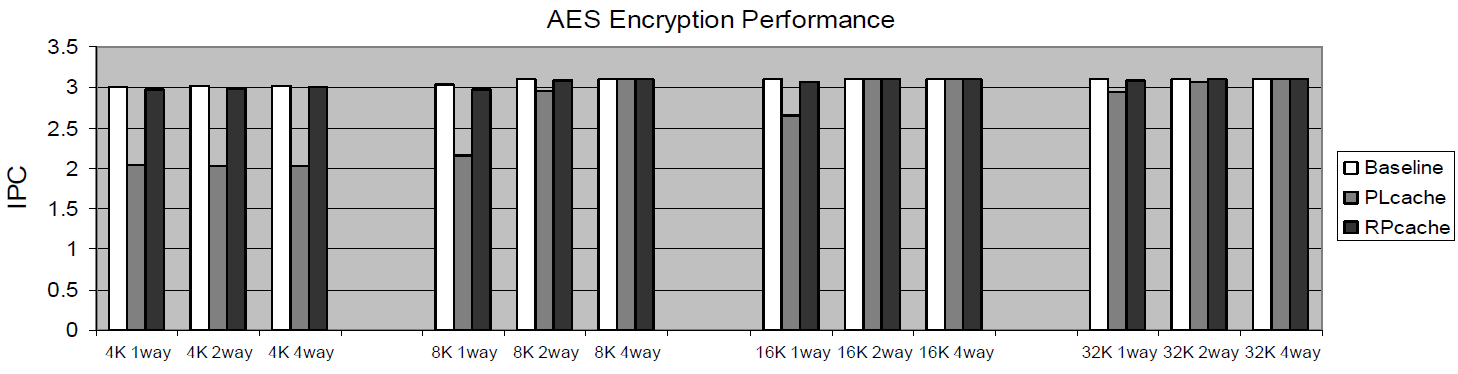 AES Encryption Performance
3.5
3
2.5
2
1.5
1
0.5
0
IPC
4K 1way 4K 2way 4K 4way 8K 1way 8K 2way 8K 4way 16K 1way 16K 2way 16K 4way 32K 1way 32K 2way 32K 4way
Baseline
PLcache
RPcache